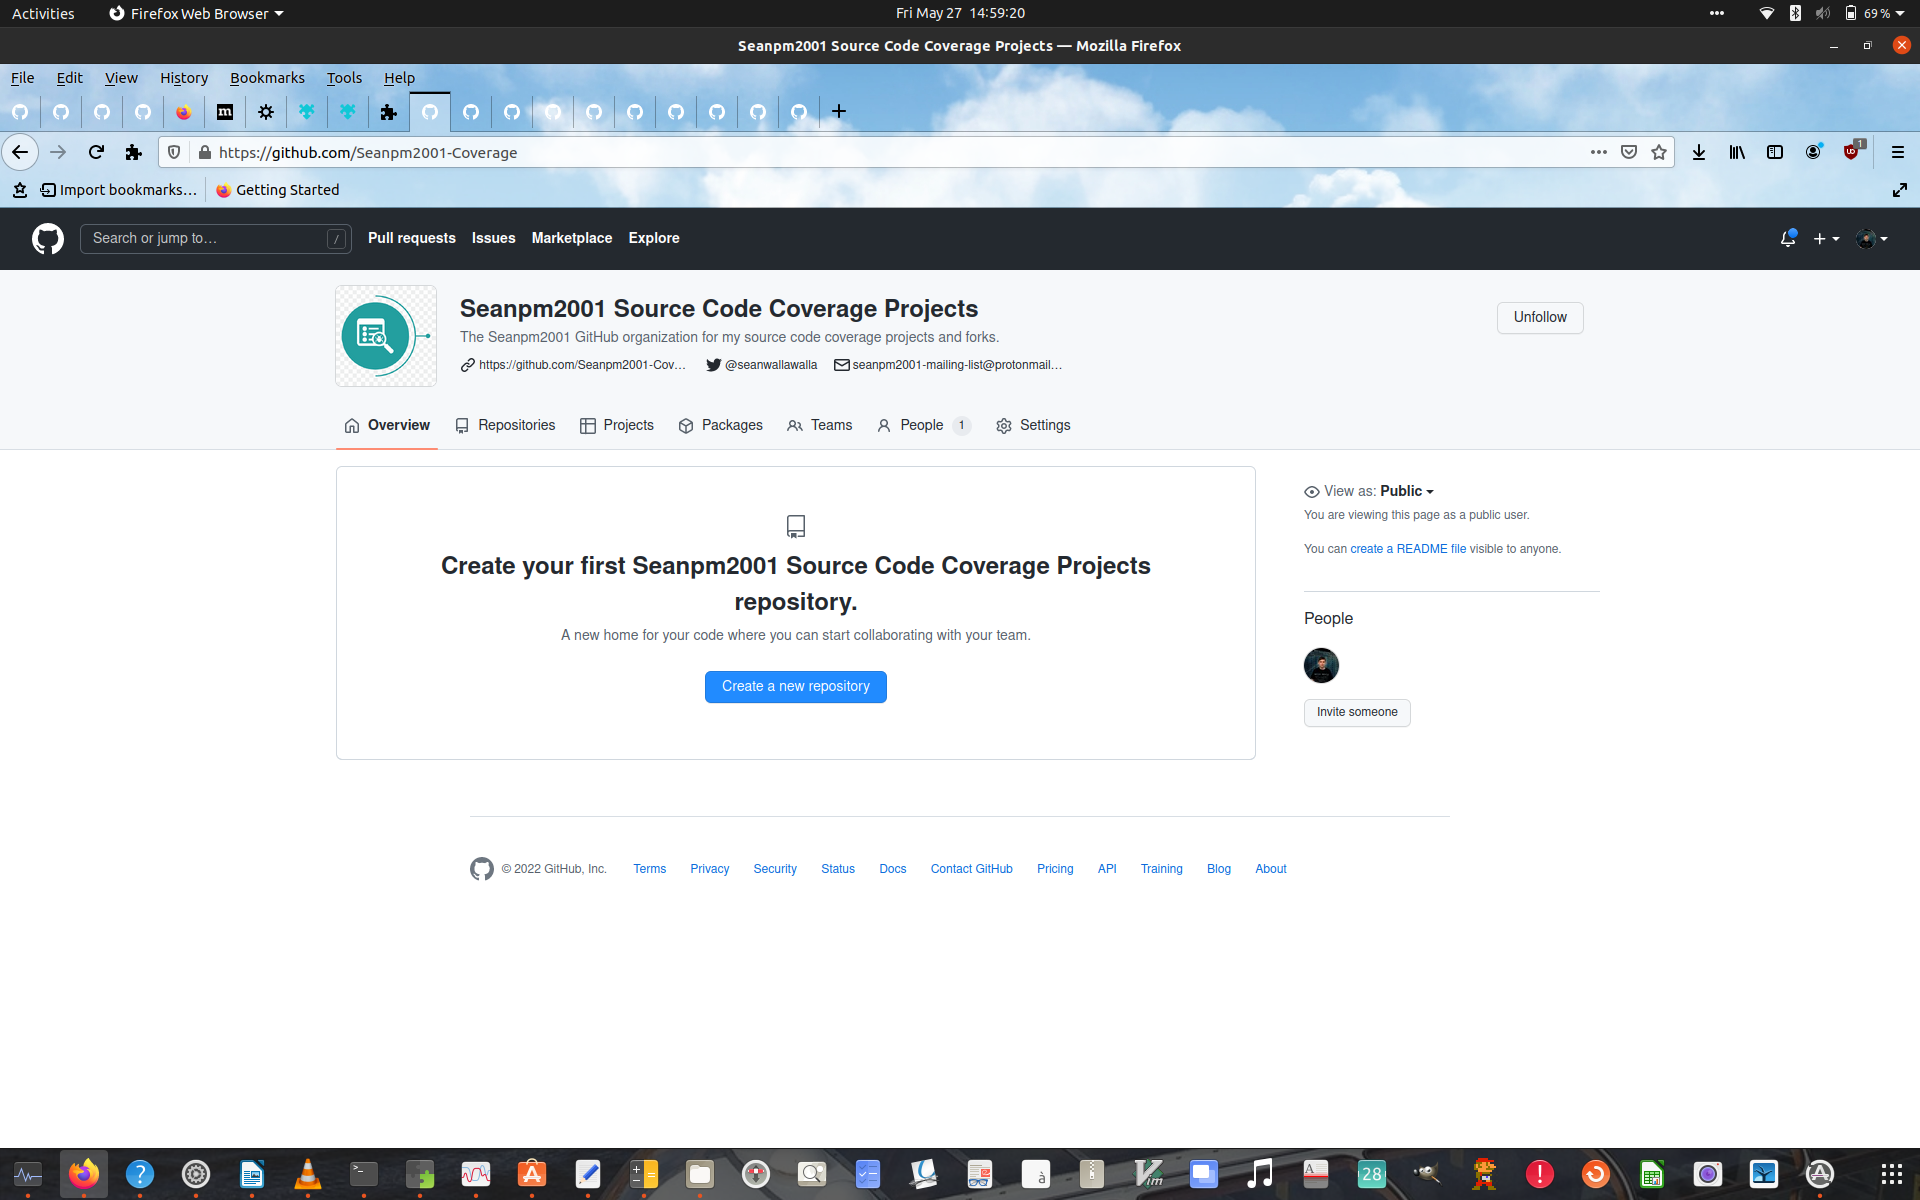 Activities Firefox Web Browser Fri May 27 14:59:20 69 %
Seanpm2001 Source Code Coverage Projects — Mozilla Firefox
File Edit View History Bookmarks Tools Help
https://github.com/Seanpm2001-Coverage 1
Import bookmarks… Getting Started
Search or jump to… / Pull requests Issues Marketplace Explore
Seanpm2001 Source Code Coverage Projects
Unfollow
The Seanpm2001 GitHub organization for my source code coverage projects and forks.
https://github.com/Seanpm2001-Cov… @seanwallawalla seanpm2001-mailing-list@protonmail…
Overview Repositories Projects Packages Teams People 1 Settings
View as: Public
You are viewing this page as a public user.
You can create a README file visible to anyone.
Create your first Seanpm2001 Source Code Coverage Projects
repository.
A new home for your code where you can start collaborating with your team.
Create a new repository
People
Invite someone
© 2022 GitHub, Inc. Terms Privacy Security Status Docs Contact GitHub Pricing API Training Blog About
28